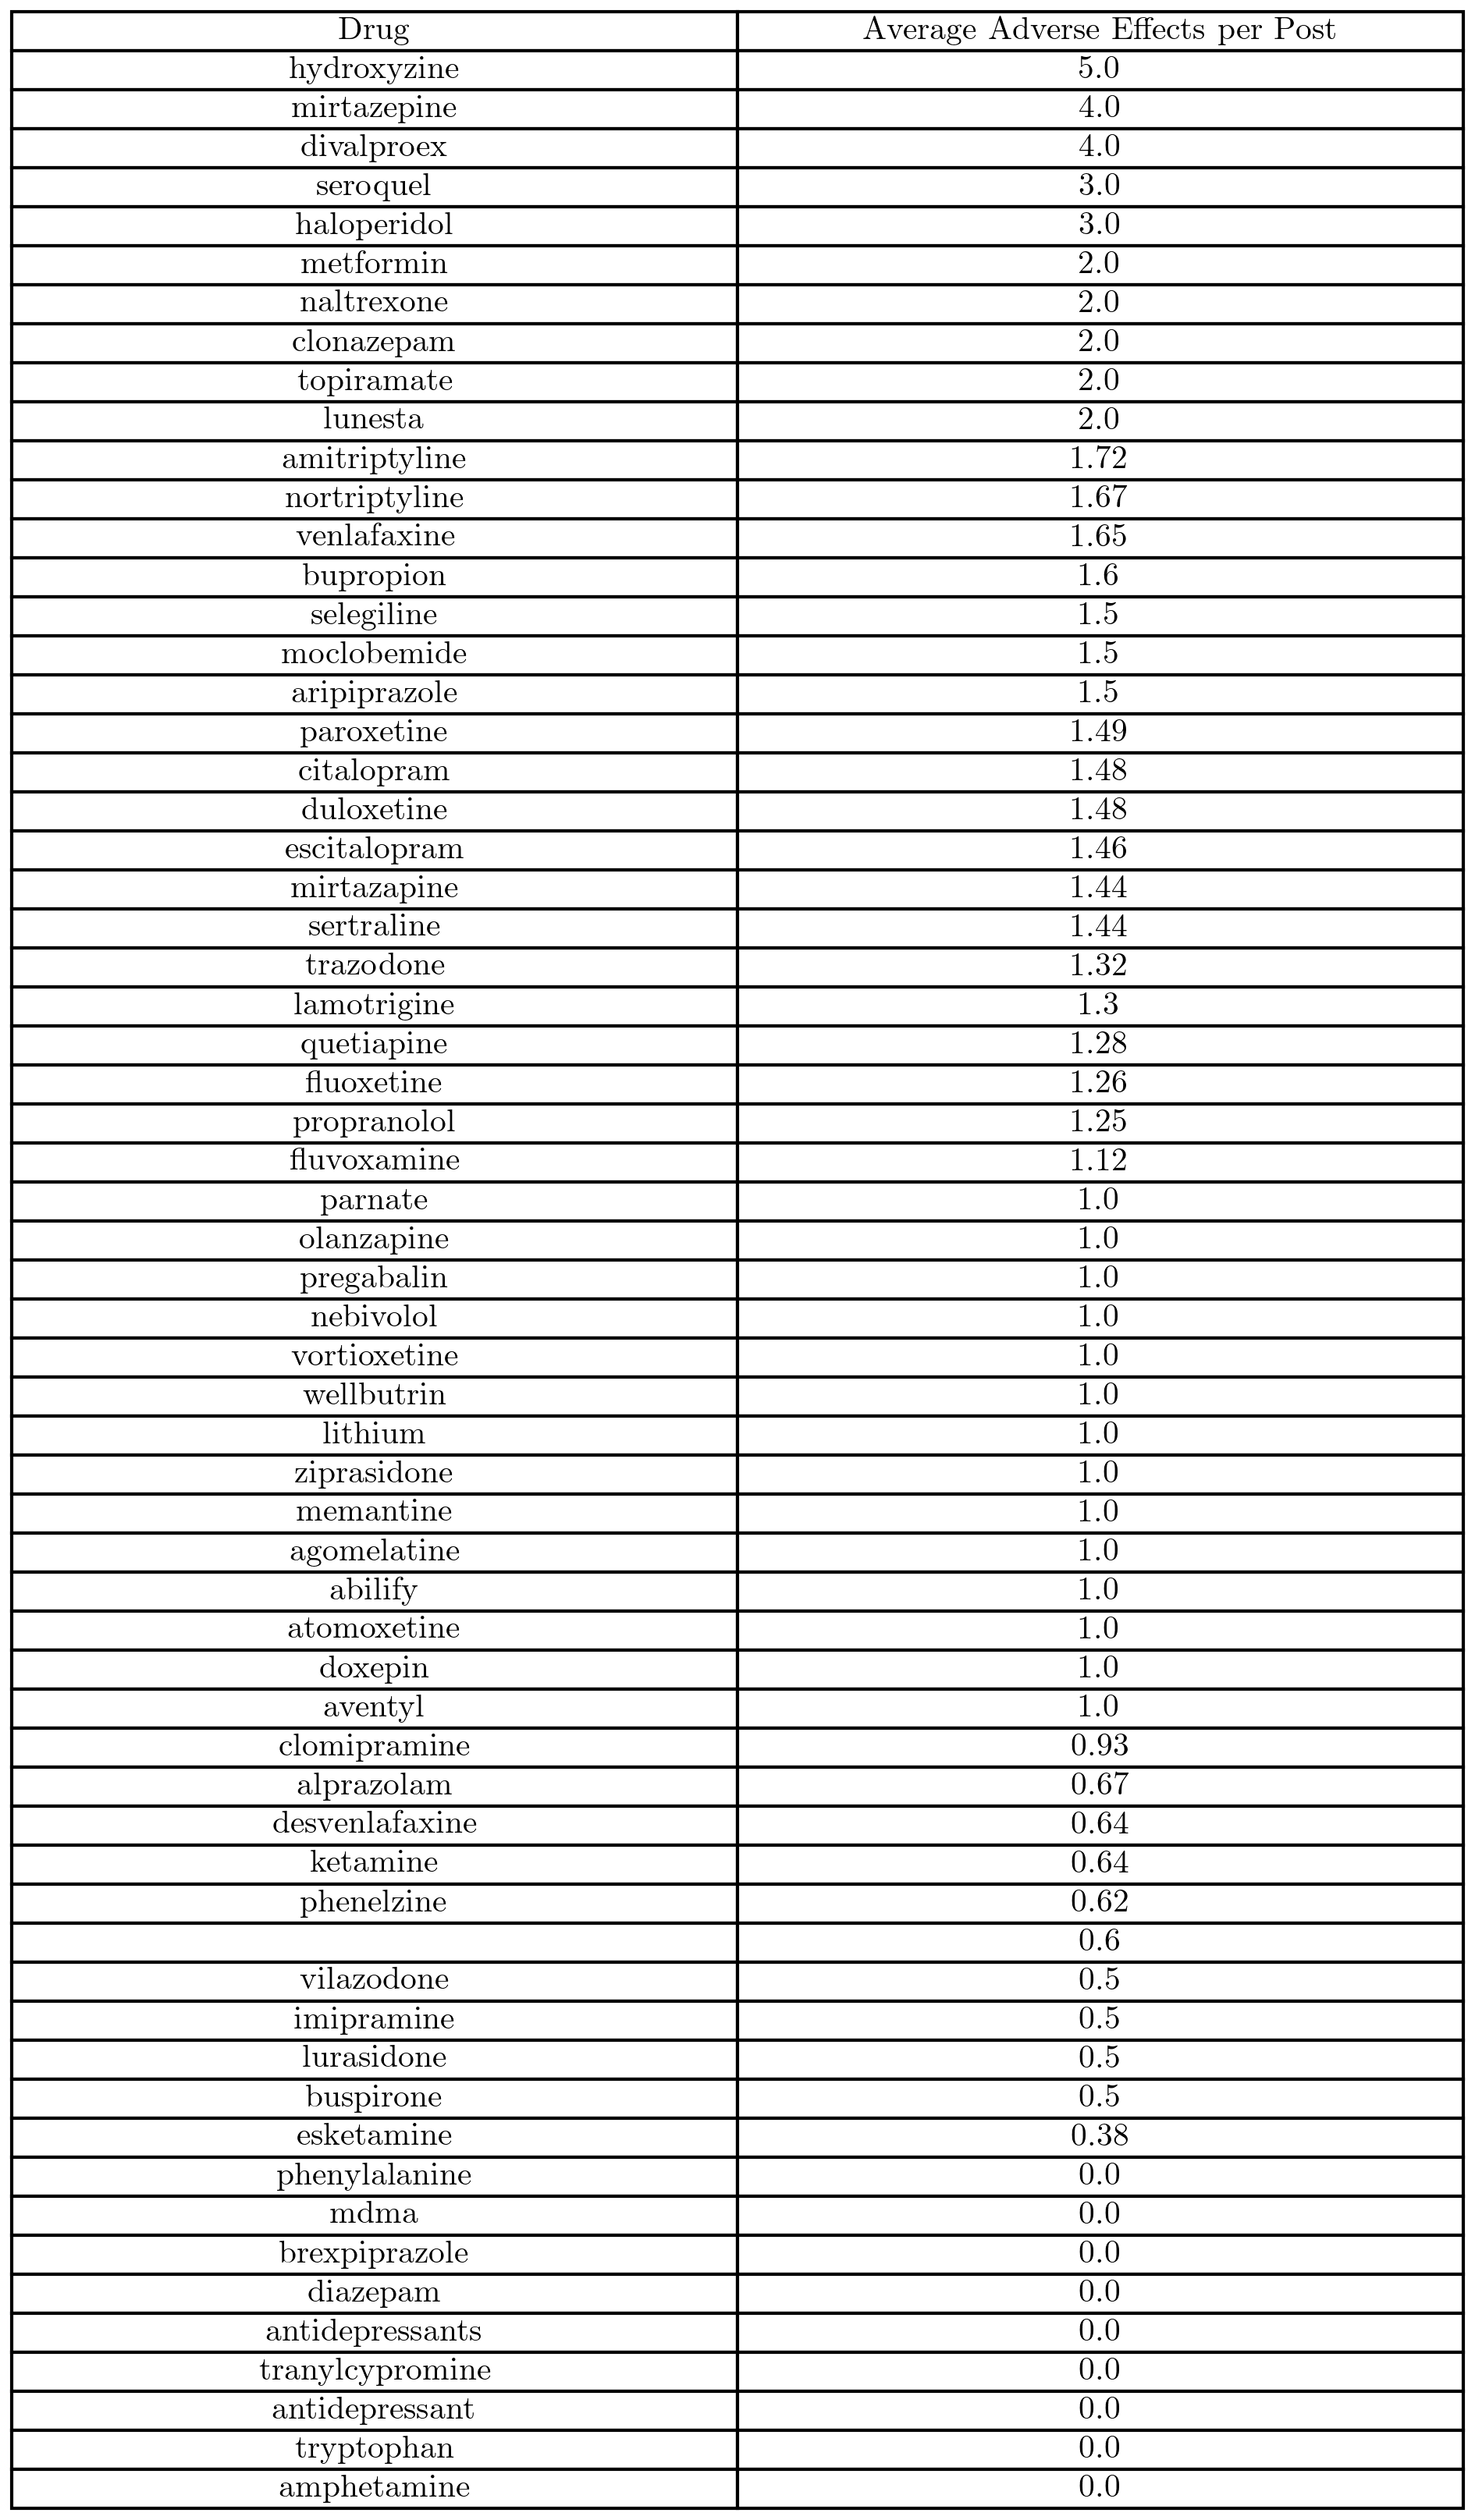 Drug Average Adverse Effects per Post
hydroxyzine 5.0
mirtazepine 4.0
divalproex 4.0
seroquel 3.0
haloperidol 3.0
metformin 2.0
naltrexone 2.0
clonazepam 2.0
topiramate 2.0
lunesta 2.0
amitriptyline 1.72
nortriptyline 1.67
venlafaxine 1.65
bupropion 1.6
selegiline 1.5
moclobemide 1.5
aripiprazole 1.5
paroxetine 1.49
citalopram 1.48
duloxetine 1.48
escitalopram 1.46
mirtazapine 1.44
sertraline 1.44
trazodone 1.32
lamotrigine 1.3
quetiapine 1.28
fluoxetine 1.26
propranolol 1.25
fluvoxamine 1.12
parnate 1.0
olanzapine 1.0
pregabalin 1.0
nebivolol 1.0
vortioxetine 1.0
wellbutrin 1.0
lithium 1.0
ziprasidone 1.0
memantine 1.0
agomelatine 1.0
abilify 1.0
atomoxetine 1.0
doxepin 1.0
aventyl 1.0
clomipramine 0.93
alprazolam 0.67
desvenlafaxine 0.64
ketamine 0.64
phenelzine 0.62
0.6
vilazodone 0.5
imipramine 0.5
lurasidone 0.5
buspirone 0.5
esketamine 0.38
phenylalanine 0.0
mdma 0.0
brexpiprazole 0.0
diazepam 0.0
antidepressants 0.0
tranylcypromine 0.0
antidepressant 0.0
tryptophan 0.0
amphetamine 0.0